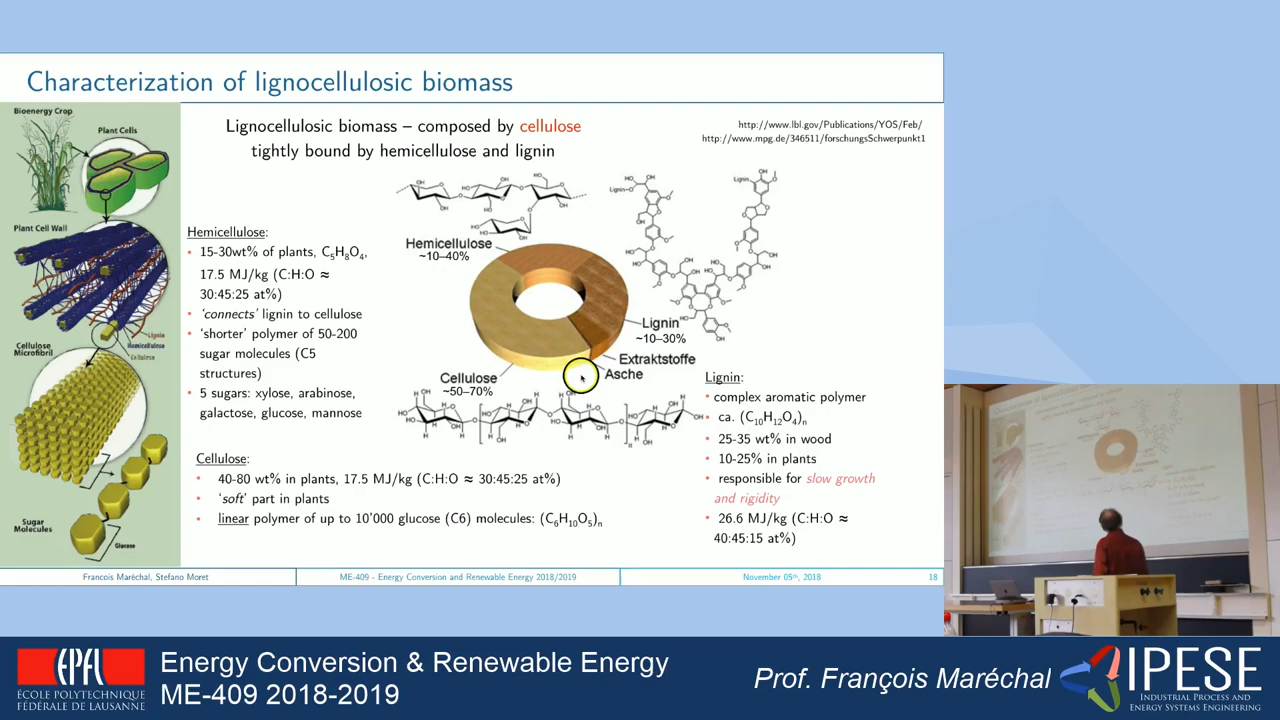 Characterization of lignocellulosic biomass
Bioenergy Crop
Plant Cells
Plant Cell Wall
Lignin
Hemicellulose
Cellulose
Cellulose
Microfibril
Sugar
Molecules
Glucose
Lignocellulosic biomass – composed by cellulose
tightly bound by hemicellulose and lignin
http://www.lbl.gov/Publications/YOS/Feb/
http://www.mpg.de/346511/forschungsSchwerpunkt1
Hemicellulose:
• 15-30wt% of plants, C₅H₈O₄,
17.5 MJ/kg (C:H:O ≈
30:45:25 at%)
• 'connects' lignin to cellulose
• 'shorter' polymer of 50-200
sugar molecules (C5
structures)
• 5 sugars: xylose, arabinose,
galactose, glucose, mannose
Hemicellulose
~10–40%
Lignin
~10–30%
Extraktstoffe
Asche
Cellulose
~50–70%
Cellulose:
• 40-80 wt% in plants, 17.5 MJ/kg (C:H:O ≈ 30:45:25 at%)
• 'soft' part in plants
• linear polymer of up to 10'000 glucose (C6) molecules: (C₆H₁₀O₅)ₙ
Lignin:
• complex aromatic polymer
• ca. (C₁₀H₁₂O₄)ₙ
• 25-35 wt% in wood
• 10-25% in plants
• responsible for slow growth
and rigidity
• 26.6 MJ/kg (C:H:O ≈
40:45:15 at%)
Francois Maréchal, Stefano Moret
ME-409 - Energy Conversion and Renewable Energy 2018/2019
November 05ᵗʰ, 2018
18
EPFL
ÉCOLE POLYTECHNIQUE
FÉDÉRALE DE LAUSANNE
Energy Conversion & Renewable Energy
ME-409 2018-2019
Prof. François Maréchal
IPESE
INDUSTRIAL PROCESS AND
ENERGY SYSTEMS ENGINEERING